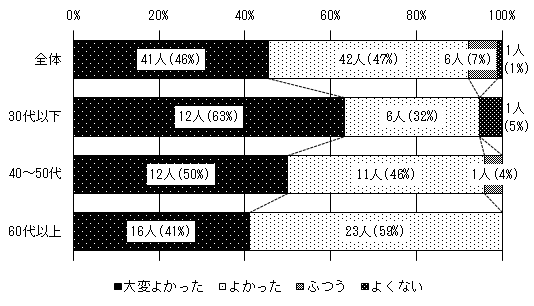 0% 20% 40% 60% 80% 100%
全体 41人(46%) 42人(47%) 6人(7%) 1人
(1%)
30代以下 12人(63%) 6人(32%) 1人
(5%)
40～50代 12人(50%) 11人(46%) 1人(4%)
60代以上 16人(41%) 23人(59%)
大変よかった よかった ふつう よくない